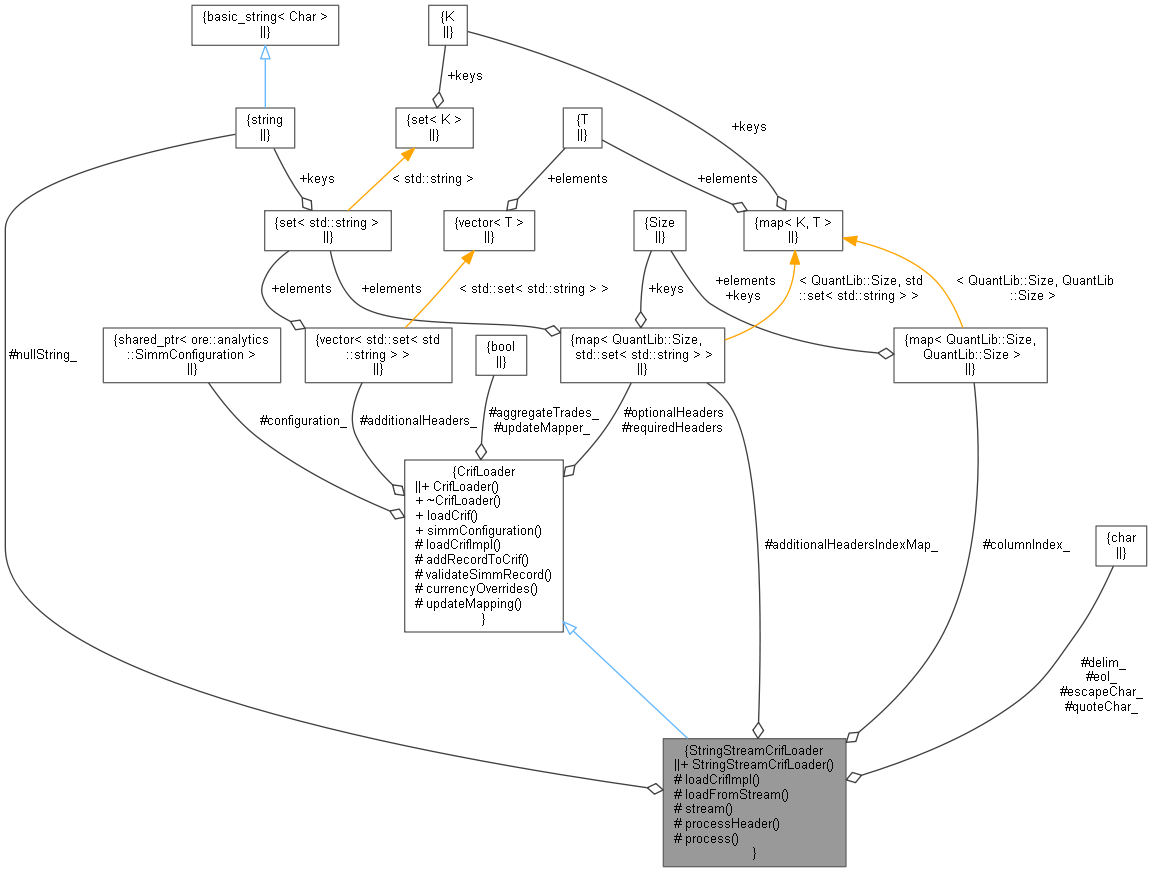 {basic_string< Char >
||}
{K
||}
+keys
{string
||}
{set< K >
||}
{T
||}
+keys
+keys
< std::string >
+elements
+elements
{set< std::string >
||}
{vector< T >
||}
{Size
||}
{map< K, T >
||}
+elements
+elements
< std::set< std::string > >
+keys
+elements
+keys
< QuantLib::Size, std
::set< std::string > >
< QuantLib::Size, QuantLib
::Size >
#nullString_
{shared_ptr< ore::analytics
::SimmConfiguration >
||}
{vector< std::set< std
::string > >
||}
{bool
||}
{map< QuantLib::Size,
std::set< std::string > >
||}
{map< QuantLib::Size,
QuantLib::Size >
||}
#configuration_
#additionalHeaders_
#aggregateTrades_
#updateMapper_
#optionalHeaders
#requiredHeaders
{CrifLoader
||+ CrifLoader()
+ ~CrifLoader()
+ loadCrif()
+ simmConfiguration()
# loadCrifImpl()
# addRecordToCrif()
# validateSimmRecord()
# currencyOverrides()
# updateMapping()
}
#additionalHeadersIndexMap_
#columnIndex_
{char
||}
#delim_
#eol_
#escapeChar_
#quoteChar_
{StringStreamCrifLoader
||+ StringStreamCrifLoader()
# loadCrifImpl()
# loadFromStream()
# stream()
# processHeader()
# process()
}